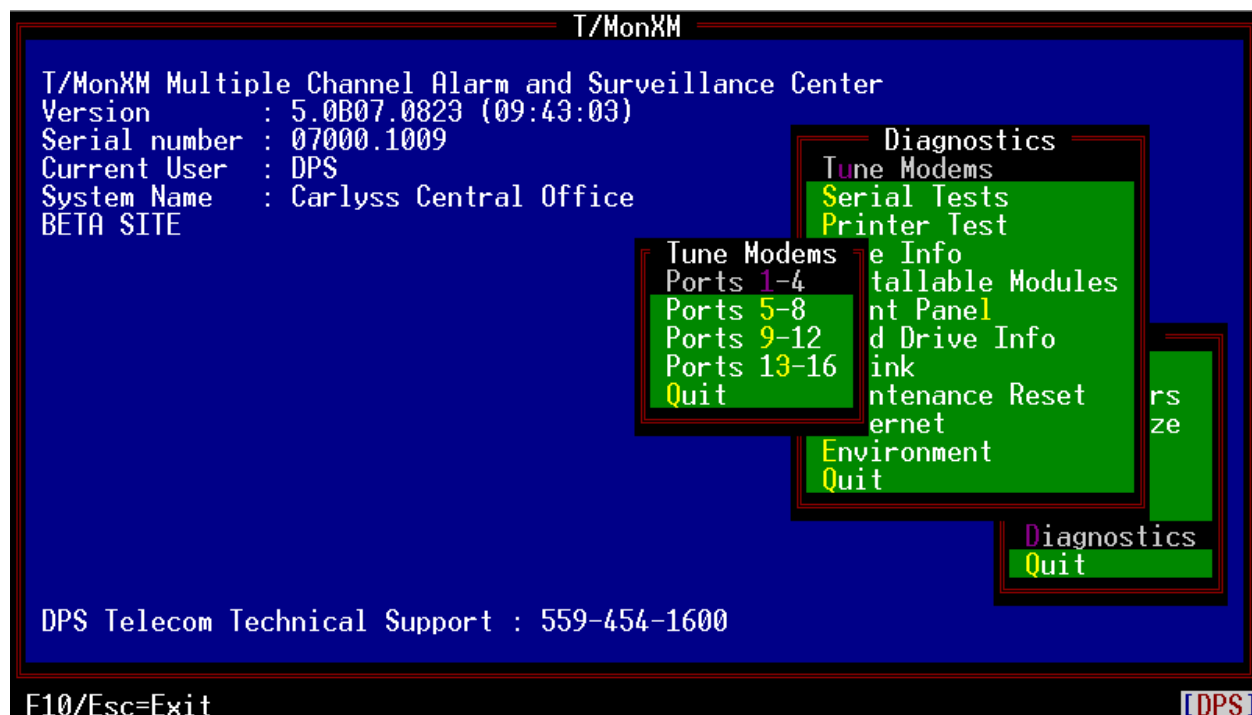 T/MonXM
T/MonXM Multiple Channel Alarm and Surveillance Center
Version : 5.0B07.0823 (09:43:03)
Serial number : 07000.1009
Current User : DPS
System Name : Carlyss Central Office
BETA SITE
Diagnostics
Tune Modems
Serial Tests
Printer Test
e Info
tallable Modules
nt Panel
d Drive Info
ink
ntenance Reset
ernet
Environment
Quit
Tune Modems
Ports 1-4
Ports 5-8
Ports 9-12
Ports 13-16
Quit
rs
ze
Diagnostics
Quit
DPS Telecom Technical Support : 559-454-1600
F10/Esc=Exit
[DPS]